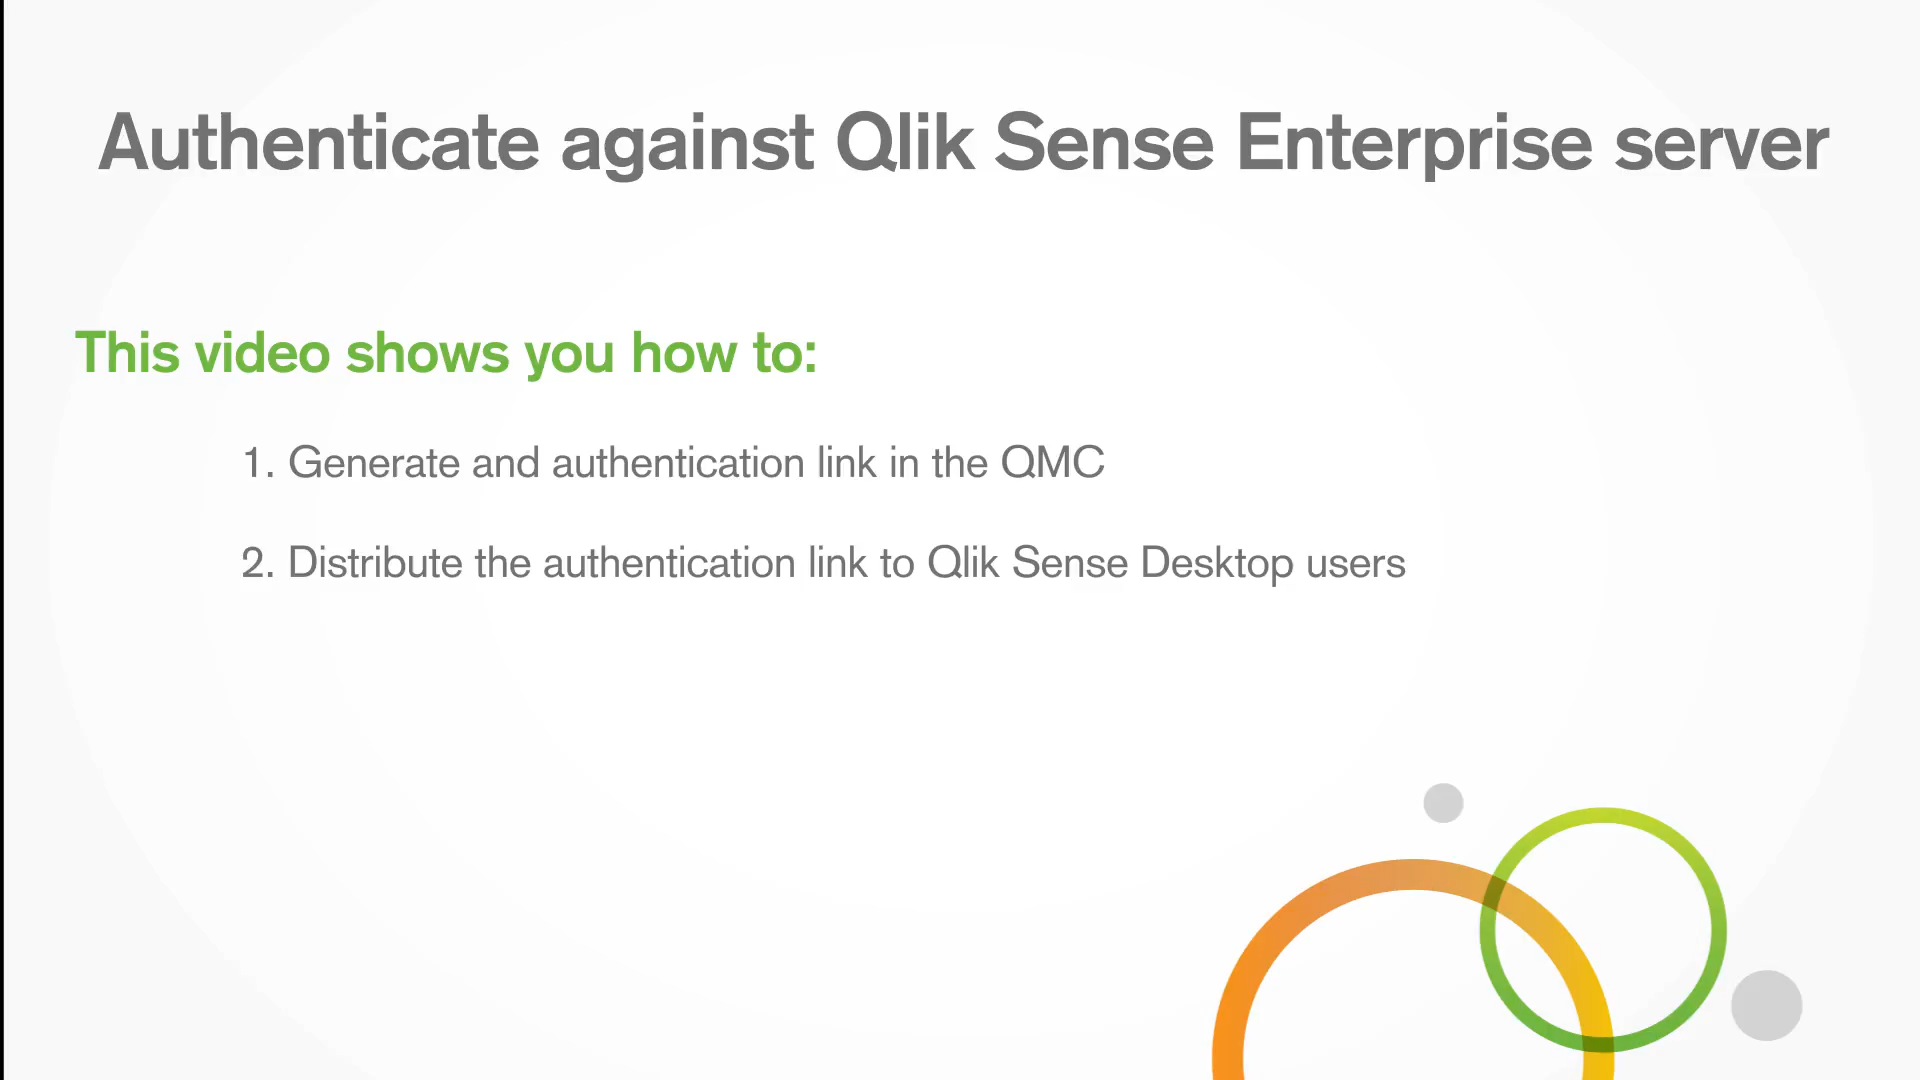 Authenticate against Qlik Sense Enterprise server
This video shows you how to:
1. Generate and authentication link in the QMC
2. Distribute the authentication link to Qlik Sense Desktop users